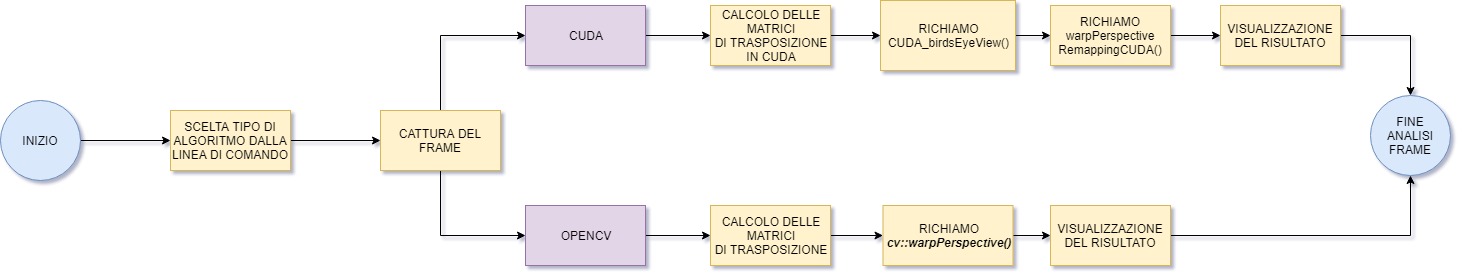 INIZIO
SCELTA TIPO DI
ALGORITMO DALLA
LINEA DI COMANDO
CATTURA DEL
FRAME
CUDA
CALCOLO DELLE
MATRICI
DI TRASPOSIZIONE
IN CUDA
RICHIAMO
CUDA_birdsEyeView()
RICHIAMO
warpPerspective
RemappingCUDA()
VISUALIZZAZIONE
DEL RISULTATO
OPENCV
CALCOLO DELLE
MATRICI
DI TRASPOSIZIONE
RICHIAMO
cv::warpPerspective()
VISUALIZZAZIONE
DEL RISULTATO
FINE
ANALISI
FRAME